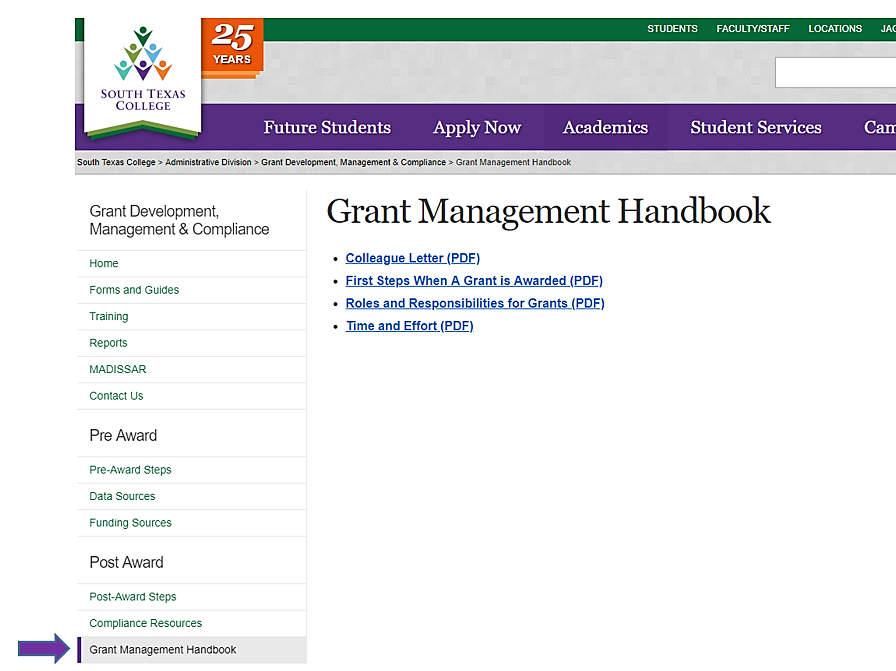 STUDENTS FACULTY/STAFF LOCATIONS JAG
25
YEARS
SOUTH TEXAS
COLLEGE
Future Students Apply Now Academics Student Services Cam
South Texas College > Administrative Division > Grant Development, Management & Compliance > Grant Management Handbook
Grant Development,
Management & Compliance
Home
Forms and Guides
Training
Reports
MADISSAR
Contact Us
Pre Award
Pre-Award Steps
Data Sources
Funding Sources
Post Award
Post-Award Steps
Compliance Resources
Grant Management Handbook
Grant Management Handbook
• Colleague Letter (PDF)
• First Steps When A Grant is Awarded (PDF)
• Roles and Responsibilities for Grants (PDF)
• Time and Effort (PDF)